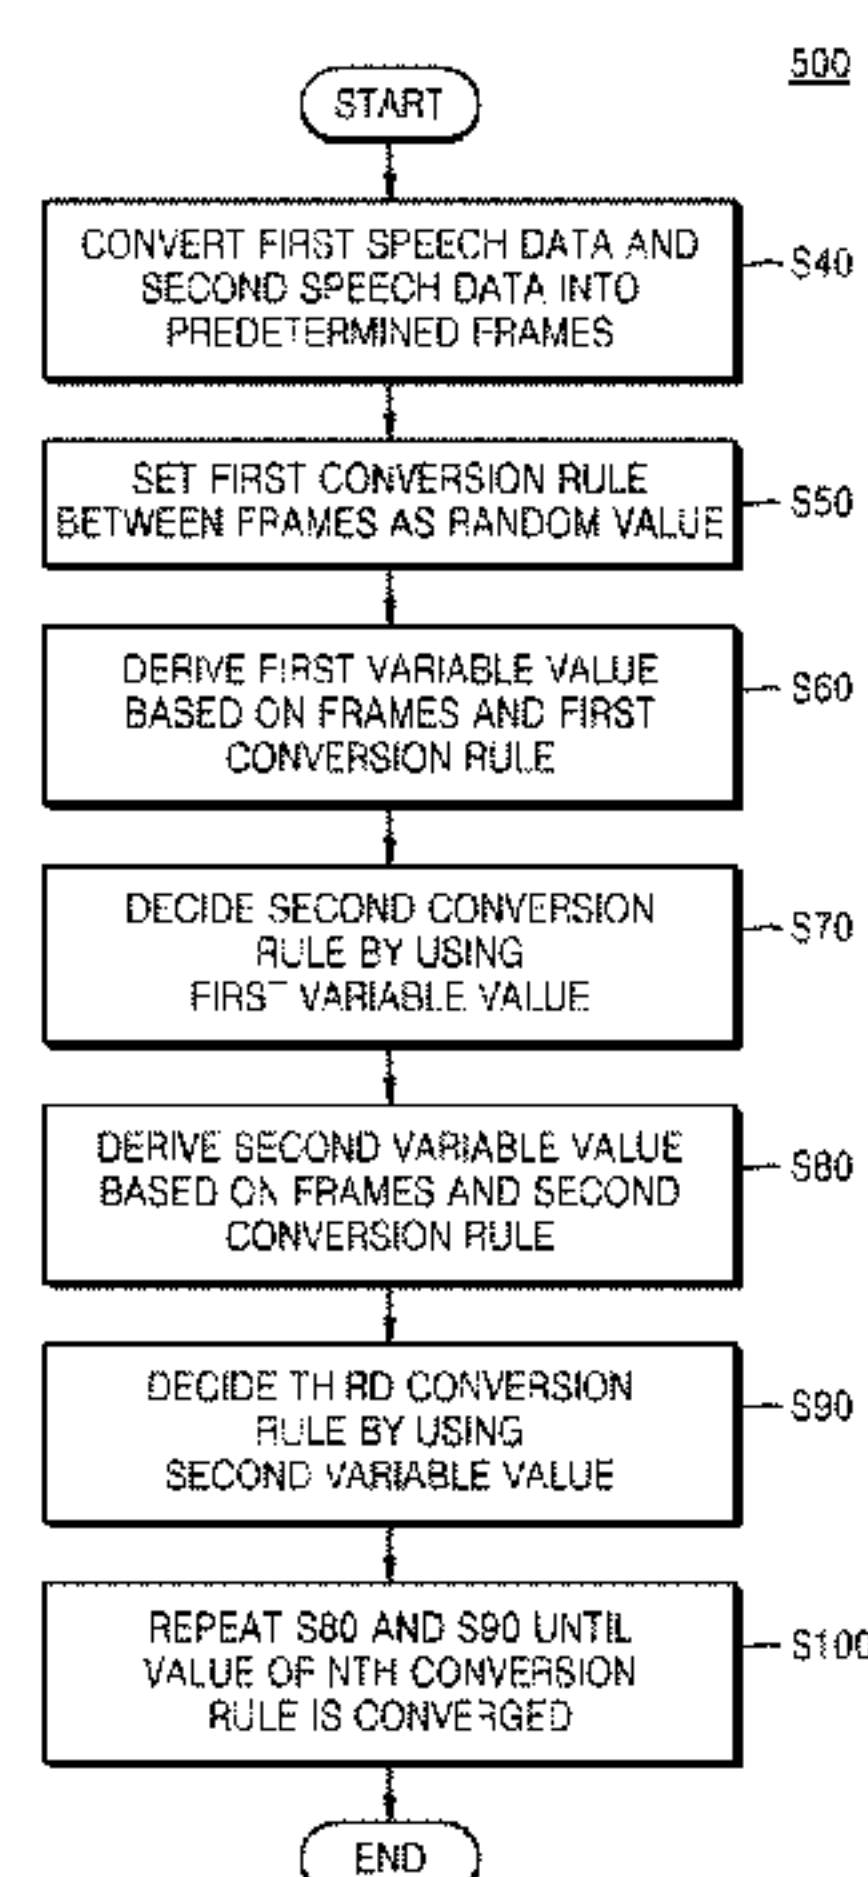 500
START
CONVERT FIRST SPEECH DATA AND
SECOND SPEECH DATA INTO
PREDETERMINED FRAMES
S40
SET FIRST CONVERSION RULE
BETWEEN FRAMES AS RANDOM VALUE
S50
DERIVE FIRST VARIABLE VALUE
BASED ON FRAMES AND FIRST
CONVERSION RULE
S60
DECIDE SECOND CONVERSION
RULE BY USING
FIRST VARIABLE VALUE
S70
DERIVE SECOND VARIABLE VALUE
BASED ON FRAMES AND SECOND
CONVERSION RULE
S80
DECIDE THIRD CONVERSION
RULE BY USING
SECOND VARIABLE VALUE
S90
REPEAT S80 AND S90 UNTIL
VALUE OF NTH CONVERSION
RULE IS CONVERGED
S100
END